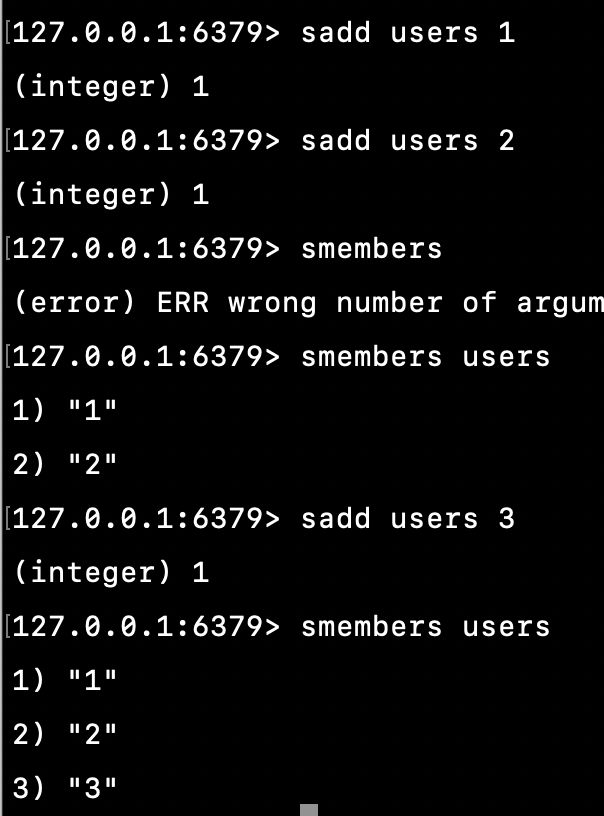 [127.0.0.1:6379> sadd users 1
(integer) 1
[127.0.0.1:6379> sadd users 2
(integer) 1
[127.0.0.1:6379> smembers
(error) ERR wrong number of argum
[127.0.0.1:6379> smembers users
1) "1"
2) "2"
[127.0.0.1:6379> sadd users 3
(integer) 1
[127.0.0.1:6379> smembers users
1) "1"
2) "2"
3) "3"